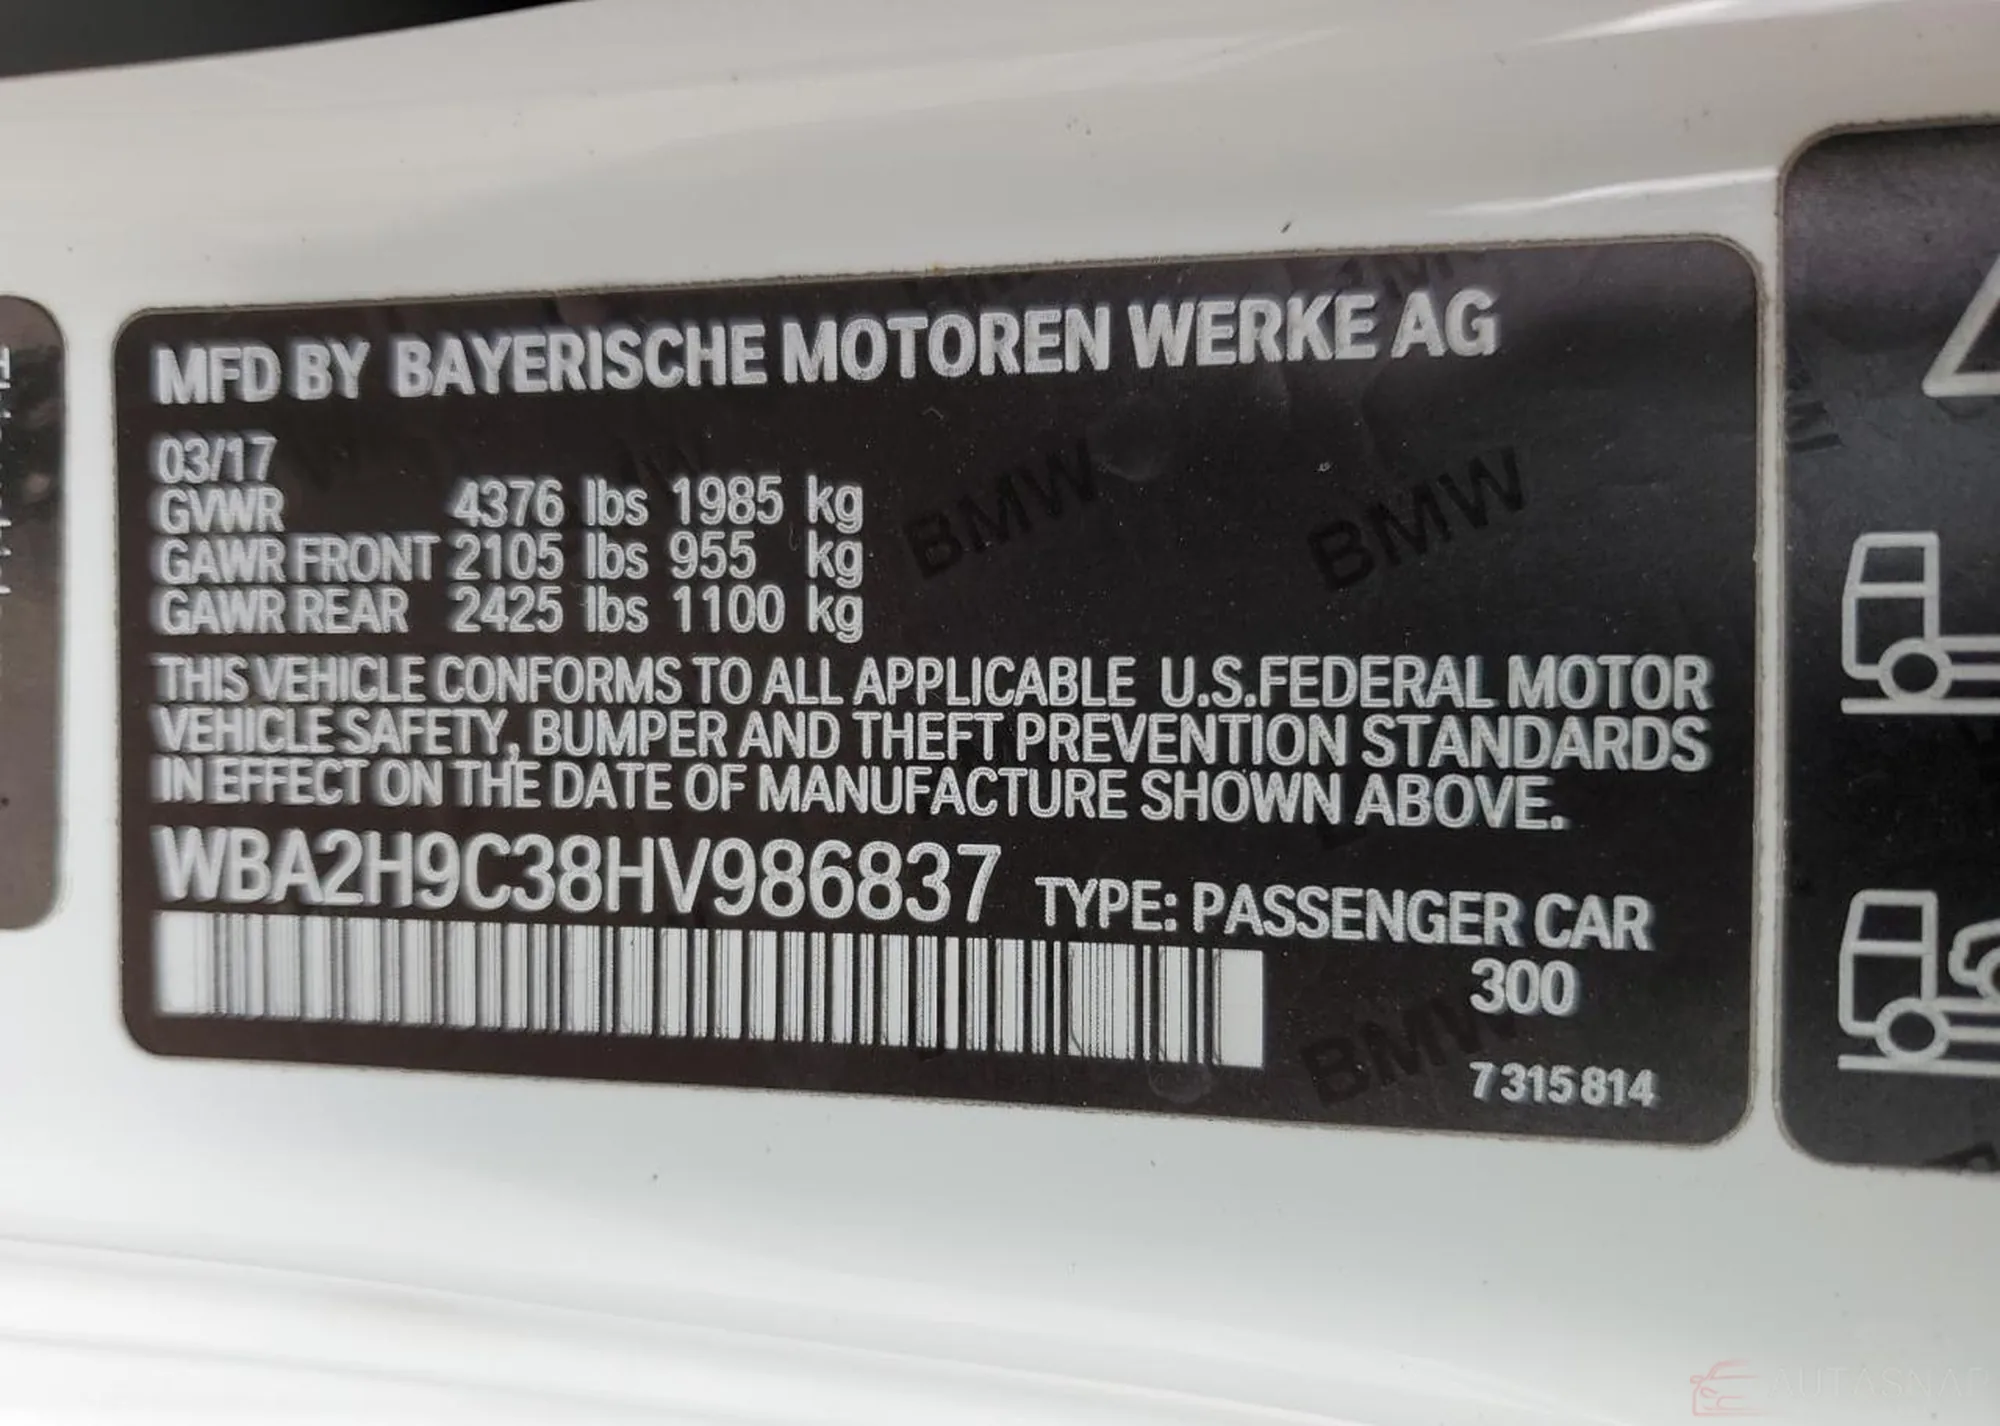 MFD BY BAYERISCHE MOTOREN WERKE AG
03/17
GVWR 4376 lbs 1985 kg
GAWR FRONT 2105 lbs 955 kg
GAWR REAR 2425 lbs 1100 kg
THIS VEHICLE CONFORMS TO ALL APPLICABLE U.S.FEDERAL MOTOR
VEHICLE SAFETY, BUMPER AND THEFT PREVENTION STANDARDS
IN EFFECT ON THE DATE OF MANUFACTURE SHOWN ABOVE.
WBA2H9C38HV986837 TYPE: PASSENGER CAR
300
7 315 814
BMW
BMW
BMW
AUTASNAP